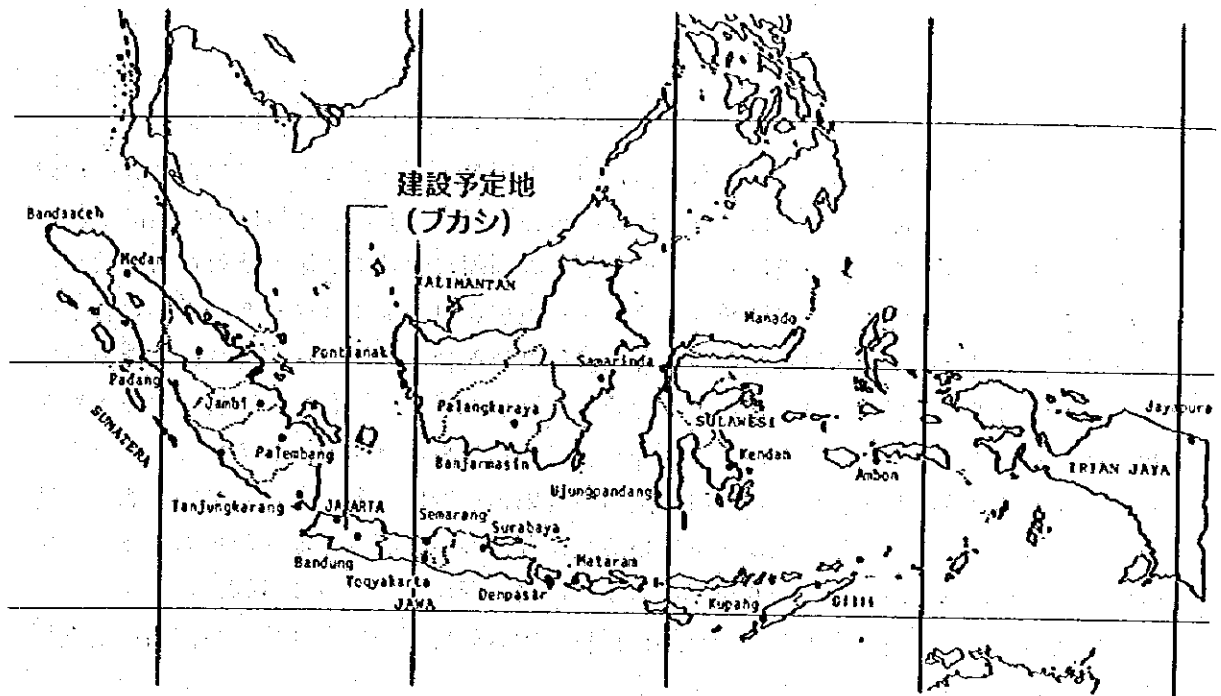 建設予定地
(ブカシ)
Bandaaceh
Medan
KALIMANTAN
Manado
Pontianak
Samarinda
Padang
Jambi
Palangkaraya
SULAWESI
Jayapura
SUMATERA
Palembang
Banjarmasin
Kendari
Ambon
IRIAN JAYA
Ujungpandang
Tanjungkarang
JAKARTA
Semarang
Surabaya
Bandung
Mataram
Yogyakarta
Denpasar
Kupang
JAWA